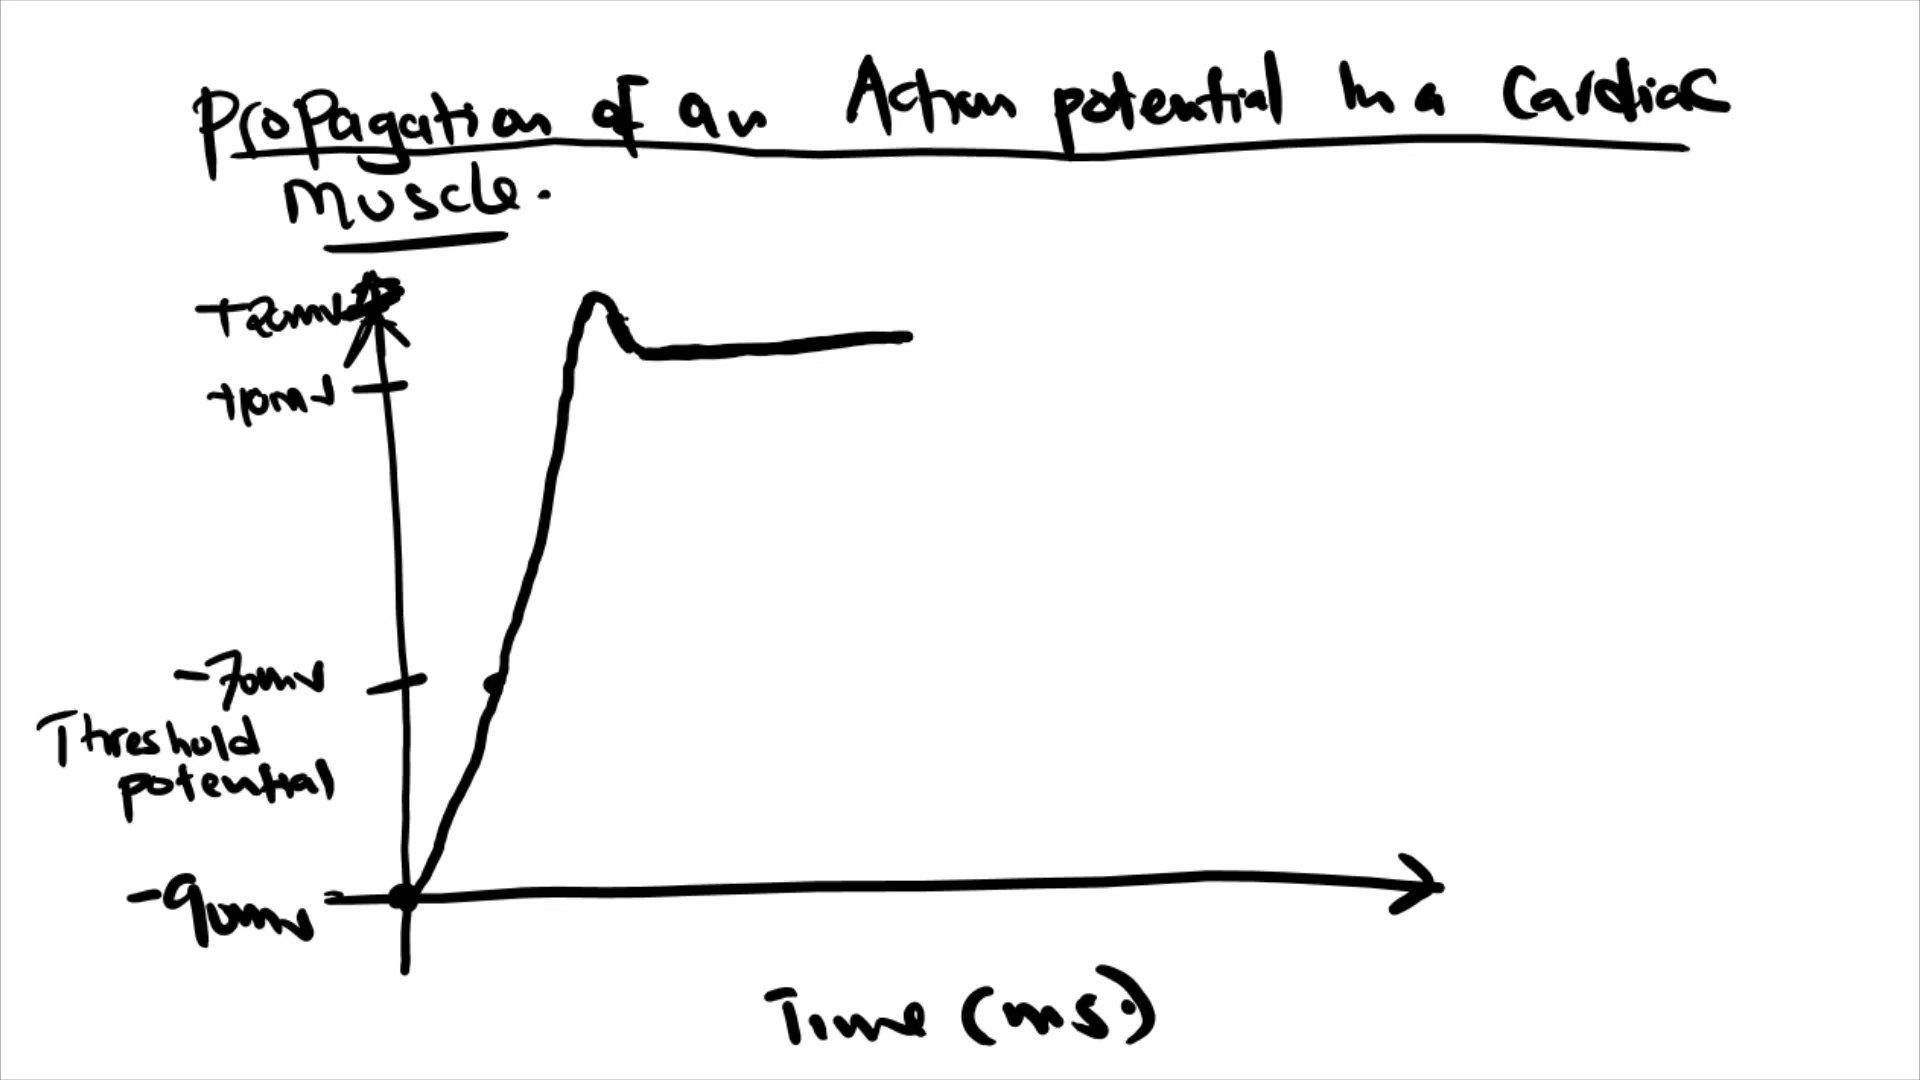 Propagation of an Action potential In a Cardiac
muscle.
+20mv
+10mv
-70mv
Threshold
potential
-90mv
Time (ms.)